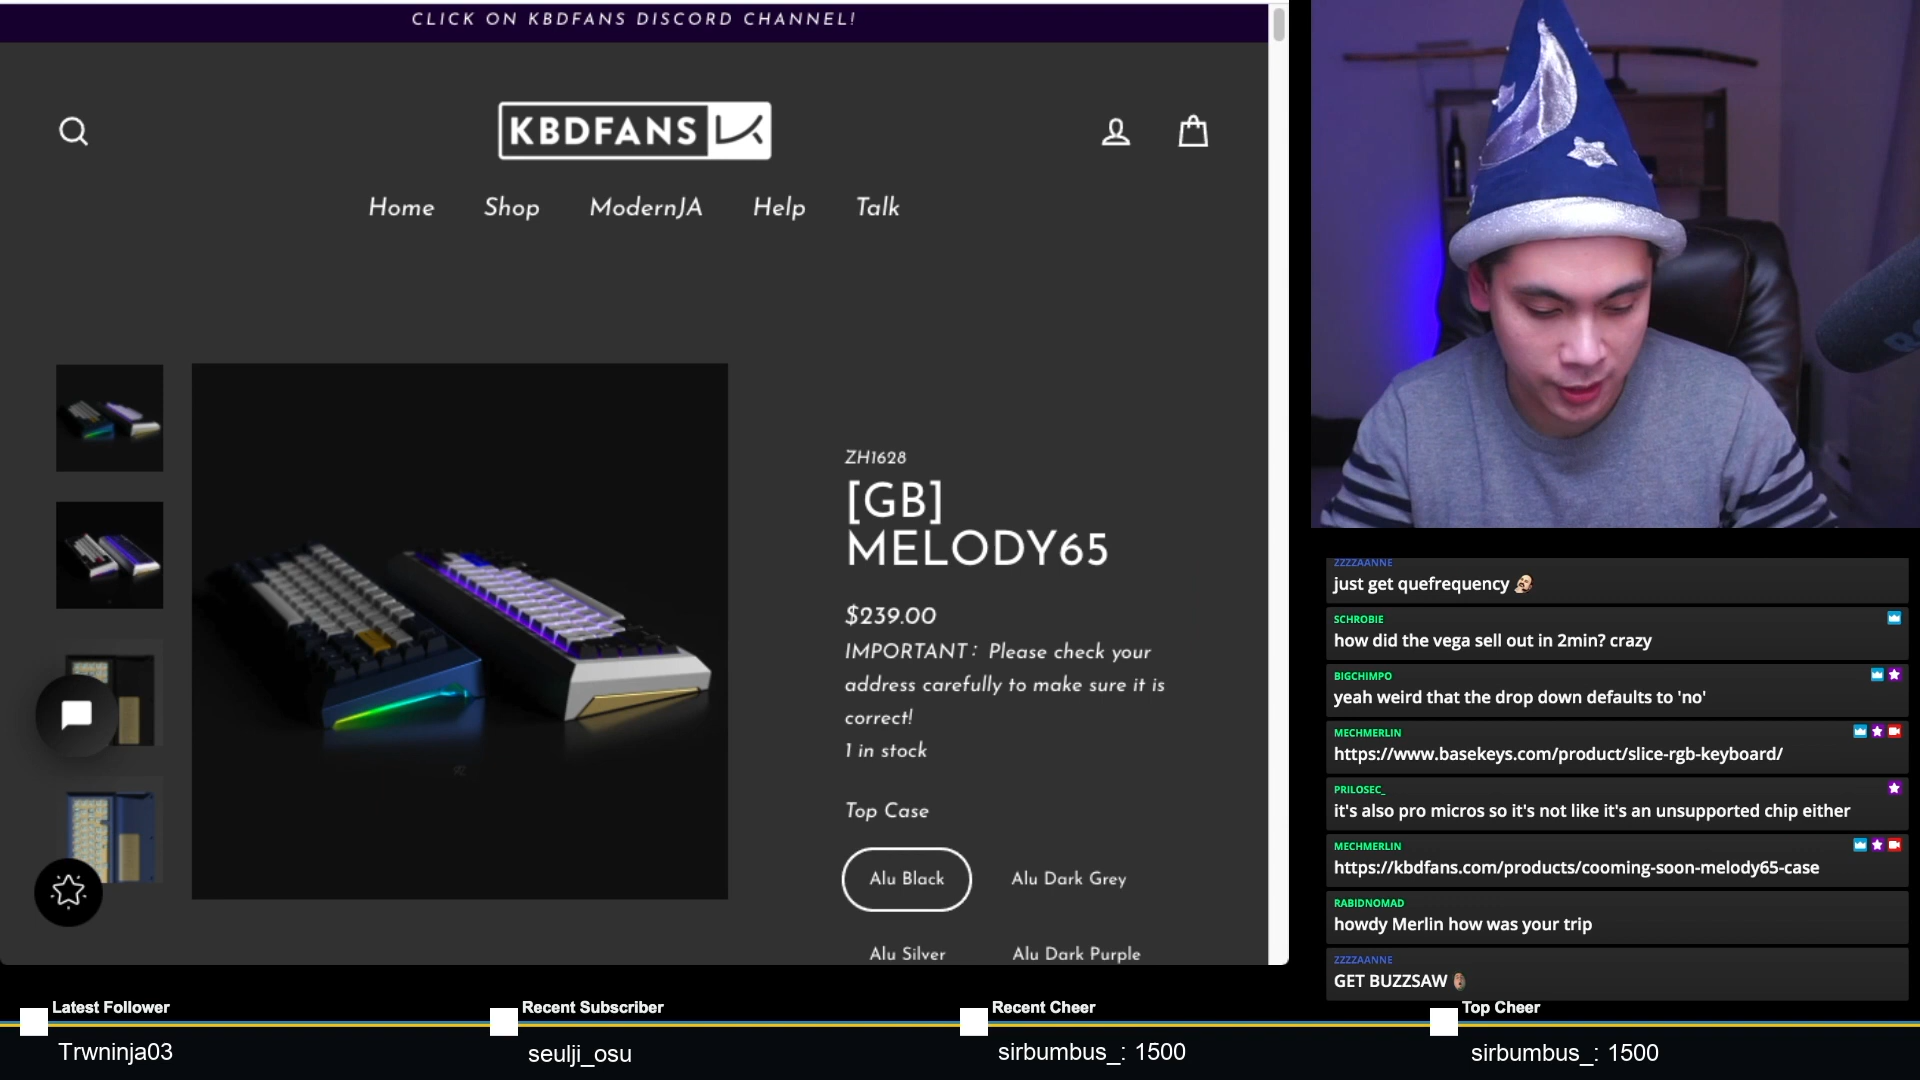 CLICK ON KBDFANS DISCORD CHANNEL!
KBDFANS
Home Shop ModernJA Help Talk
ZH1628
[GB]
MELODY65
$239.00
IMPORTANT：Please check your
address carefully to make sure it is
correct!
1 in stock
Top Case
Alu Black Alu Dark Grey
Alu Silver Alu Dark Purple
ZZZZAANNE
just get quefrequency
SCHROBIE
how did the vega sell out in 2min? crazy
BIGCHIMPO
yeah weird that the drop down defaults to 'no'
MECHMERLIN
https://www.basekeys.com/product/slice-rgb-keyboard/
PRILOSEC_
it's also pro micros so it's not like it's an unsupported chip either
MECHMERLIN
https://kbdfans.com/products/cooming-soon-melody65-case
RABIDNOMAD
howdy Merlin how was your trip
ZZZZAANNE
GET BUZZSAW
Latest Follower
Trwninja03
Recent Subscriber
seulji_osu
Recent Cheer
sirbumbus_: 1500
Top Cheer
sirbumbus_: 1500